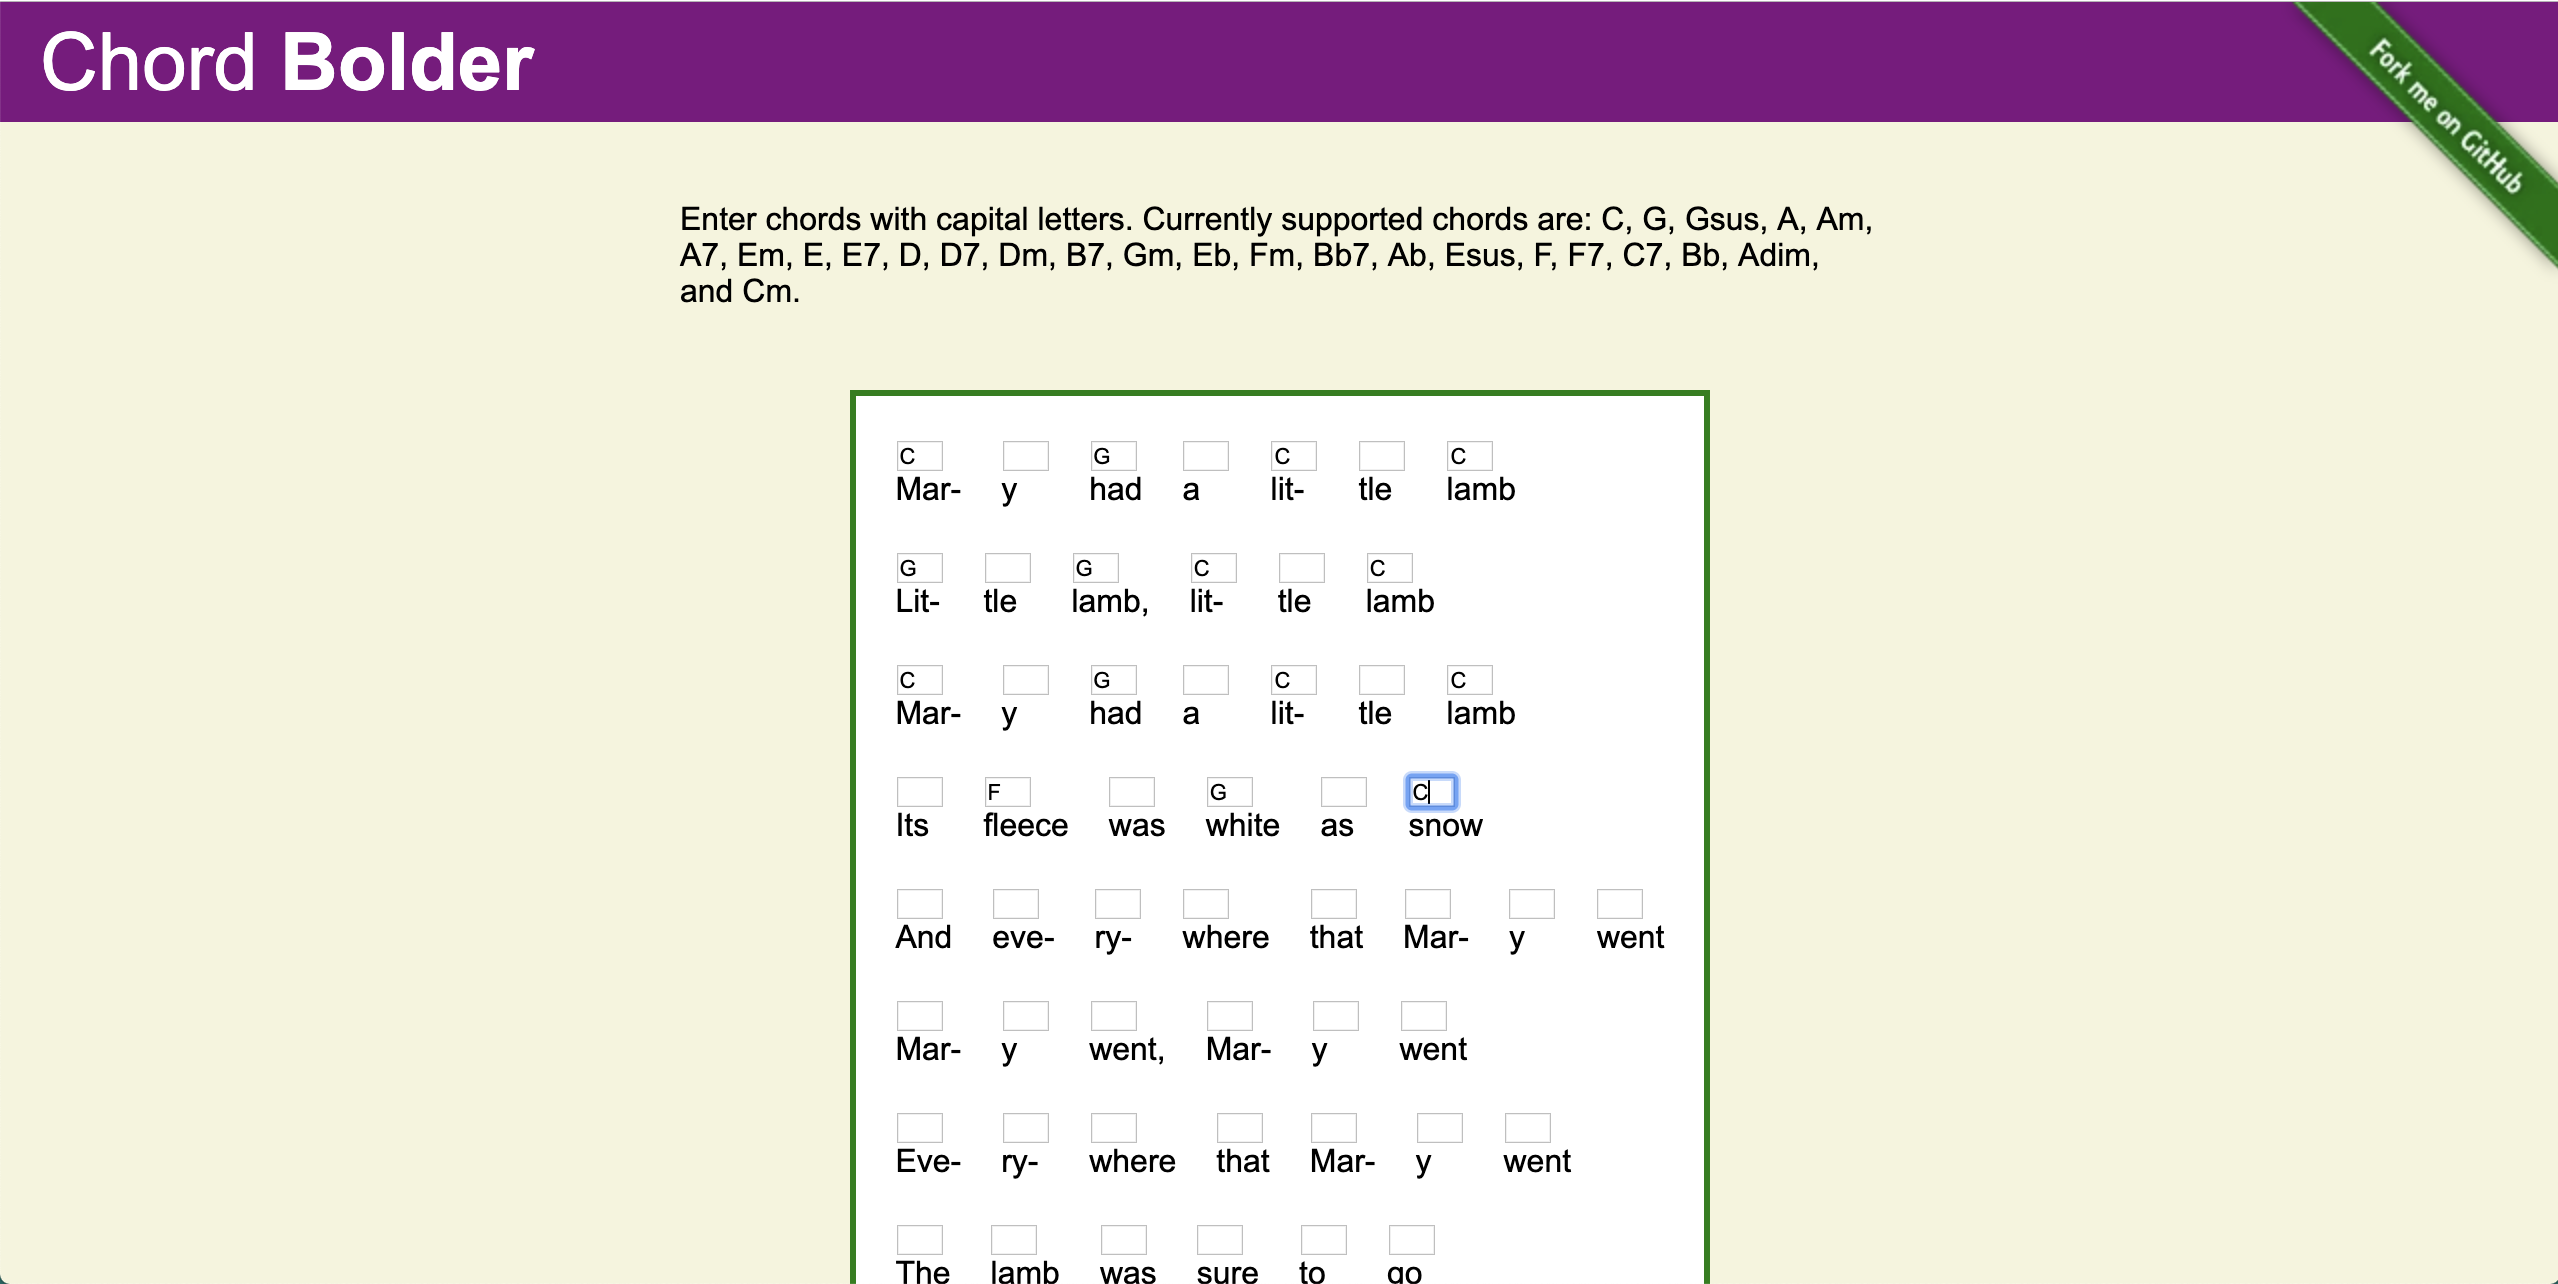 Chord Bolder
Fork me on GitHub
Enter chords with capital letters. Currently supported chords are: C, G, Gsus, A, Am,
A7, Em, E, E7, D, D7, Dm, B7, Gm, Eb, Fm, Bb7, Ab, Esus, F, F7, C7, Bb, Adim,
and Cm.
C G C C
Mar- y had a lit- tle lamb
G G C C
Lit- tle lamb, lit- tle lamb
C G C C
Mar- y had a lit- tle lamb
F G C
Its fleece was white as snow
And eve- ry- where that Mar- y went
Mar- y went, Mar- y went
Eve- ry- where that Mar- y went
The lamb was sure to go